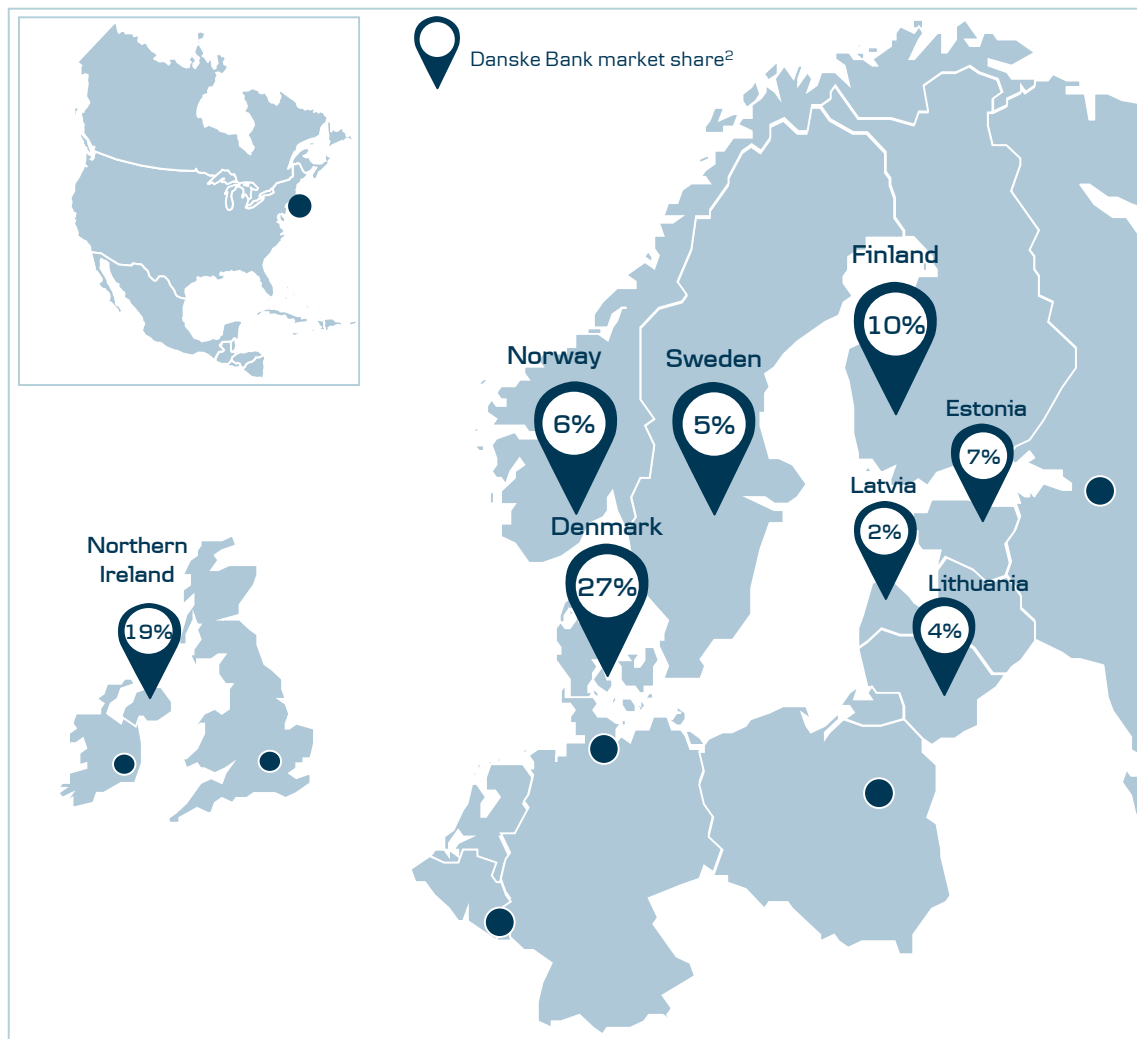 Danske Bank market share²
Finland
10%
Norway
6%
Sweden
5%
Estonia
7%
Latvia
2%
Denmark
27%
Northern
Ireland
19%
Lithuania
4%